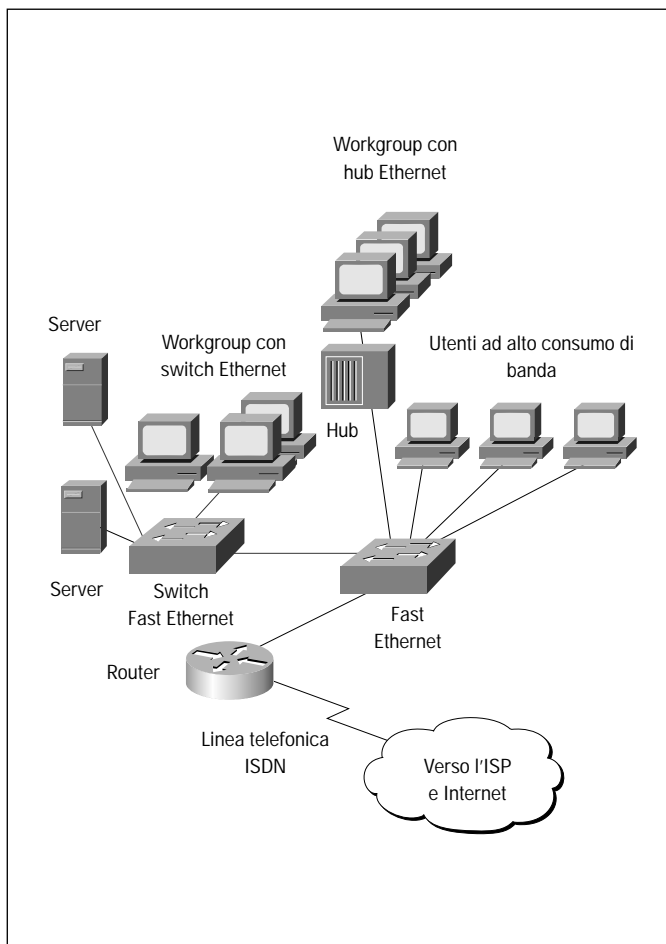 Workgroup con
hub Ethernet
Server
Workgroup con
switch Ethernet
Utenti ad alto consumo di
banda
Hub
Server
Switch
Fast Ethernet
Fast
Ethernet
Router
Linea telefonica
ISDN
Verso l'ISP
e Internet